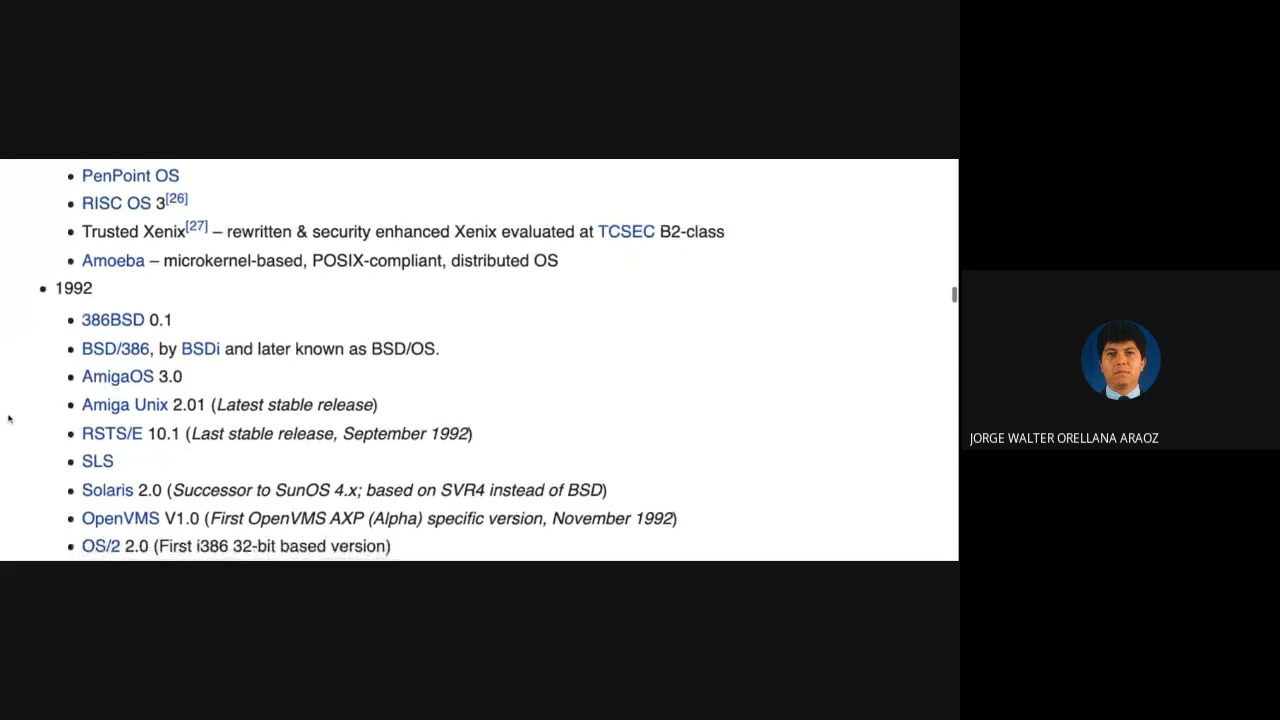 PenPoint OS
RISC OS 3[26]
Trusted Xenix[27] – rewritten & security enhanced Xenix evaluated at TCSEC B2-class
Amoeba – microkernel-based, POSIX-compliant, distributed OS
1992
386BSD 0.1
BSD/386, by BSDi and later known as BSD/OS.
AmigaOS 3.0
Amiga Unix 2.01 (Latest stable release)
RSTS/E 10.1 (Last stable release, September 1992)
SLS
Solaris 2.0 (Successor to SunOS 4.x; based on SVR4 instead of BSD)
OpenVMS V1.0 (First OpenVMS AXP (Alpha) specific version, November 1992)
OS/2 2.0 (First i386 32-bit based version)
JORGE WALTER ORELLANA ARAOZ